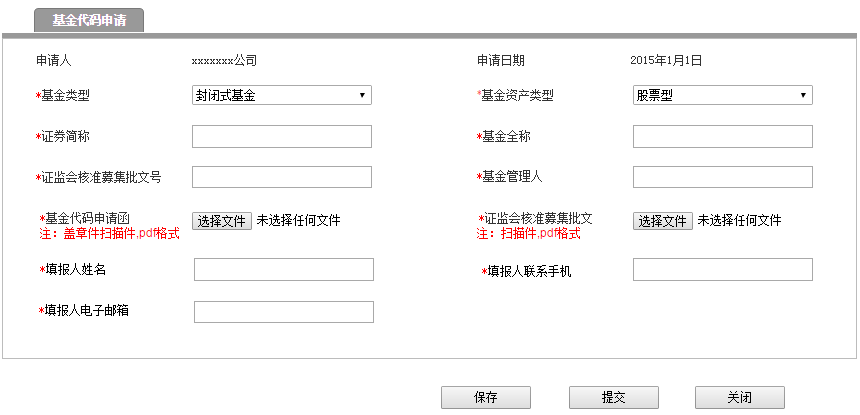 基金代码申请
申请人 xxxxxxx公司 申请日期 2015年1月1日
*基金类型 封闭式基金 *基金资产类型 股票型
*证券简称 *基金全称
*证监会核准募集批文号 *基金管理人
*基金代码申请函 选择文件 未选择任何文件 *证监会核准募集批文 选择文件 未选择任何文件
注：盖章件扫描件,pdf格式 注：扫描件,pdf格式
*填报人姓名 *填报人联系手机
*填报人电子邮箱
保存 提交 关闭